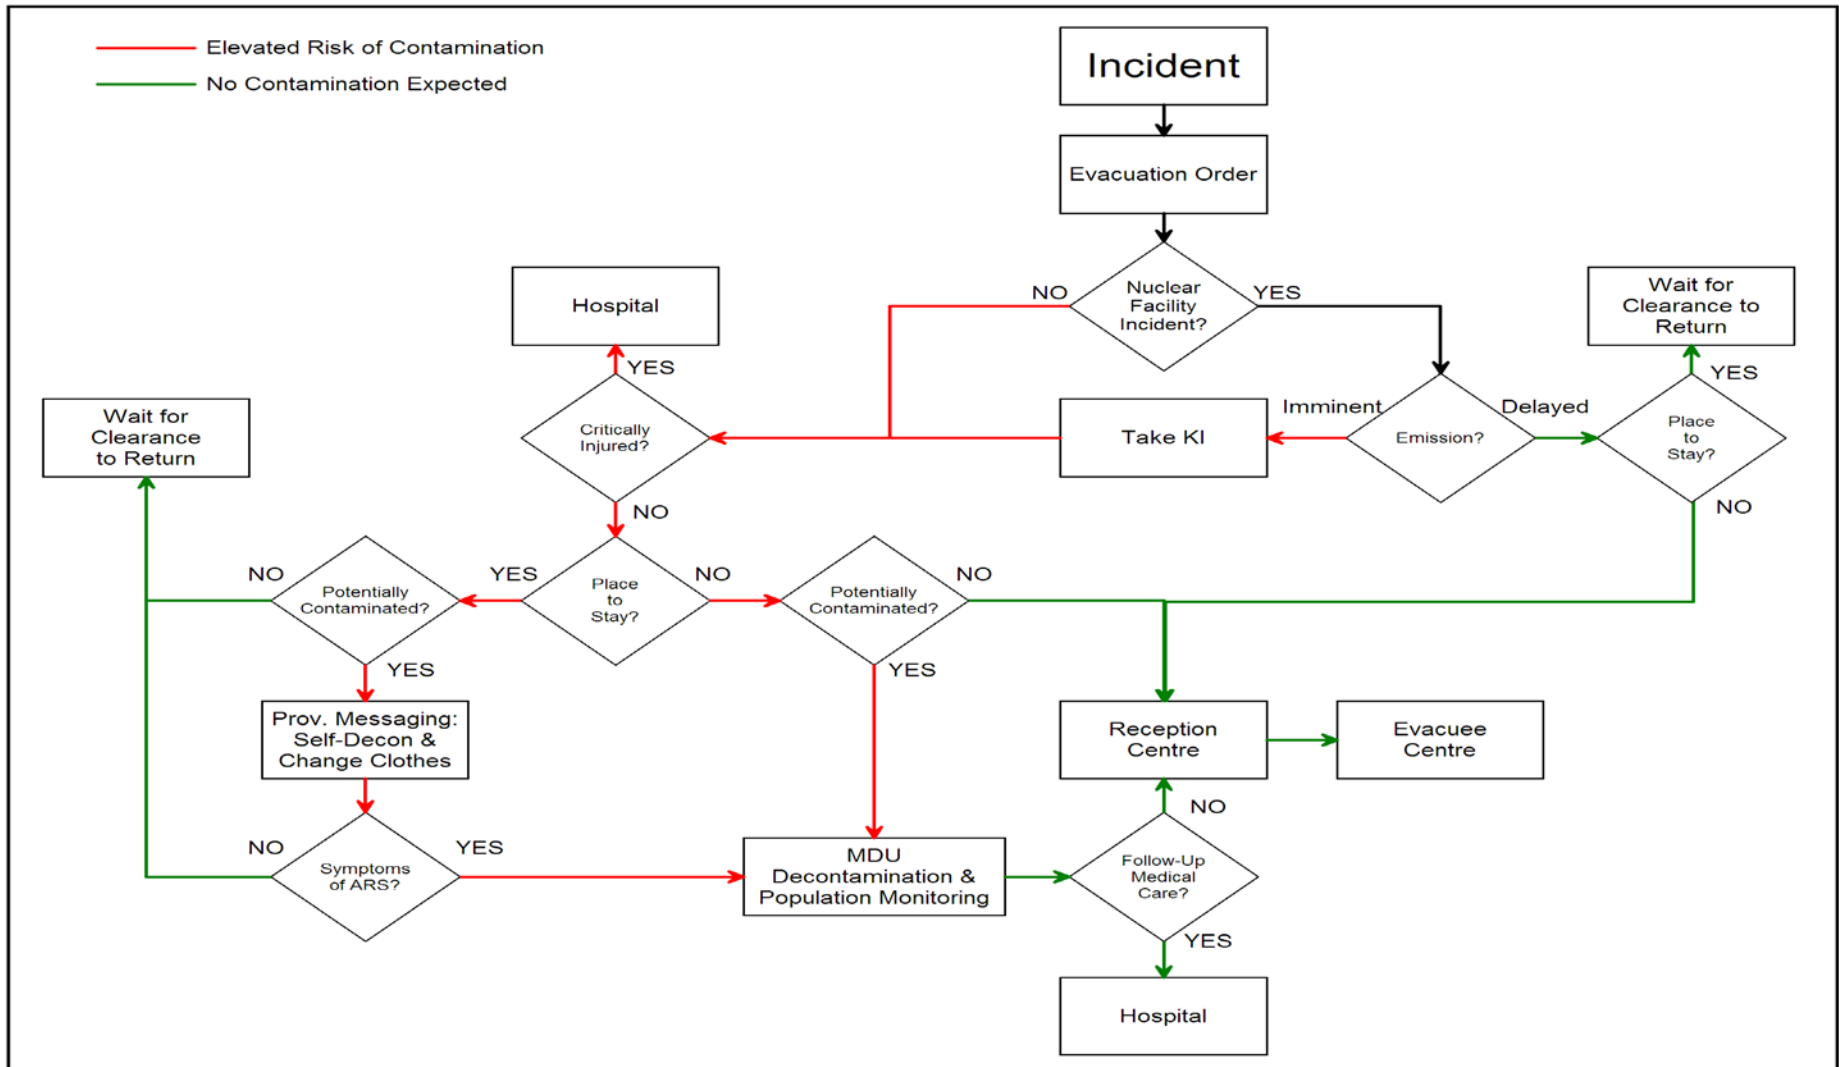 Elevated Risk of Contamination
No Contamination Expected
Incident
Evacuation Order
Nuclear
Facility
Incident?
NO
YES
Hospital
YES
Wait for
Clearance to
Return
YES
Wait for
Clearance
to Return
Critically
Injured?
Take KI
Imminent
Emission?
Delayed
Place
to
Stay?
NO
NO
NO
Potentially
Contaminated?
YES
Place
to
Stay?
NO
Potentially
Contaminated?
NO
YES
YES
Prov. Messaging:
Self-Decon &
Change Clothes
Reception
Centre
Evacuee
Centre
NO
NO
Symptoms
of ARS?
YES
MDU
Decontamination &
Population Monitoring
Follow-Up
Medical
Care?
YES
Hospital